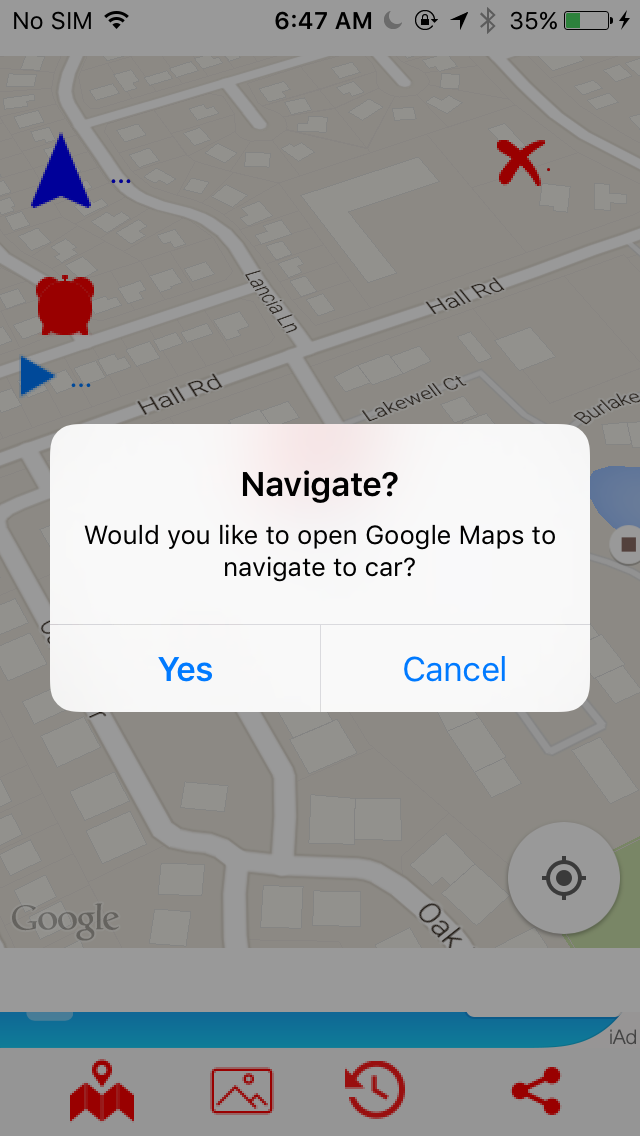 No SIM 6:47 AM 35%
...
Lancia Ln
Hall Rd
...
Hall Rd
Lakewell Ct
Burlake
Navigate?
Would you like to open Google Maps to
navigate to car?
Yes Cancel
Google
Oak
iAd